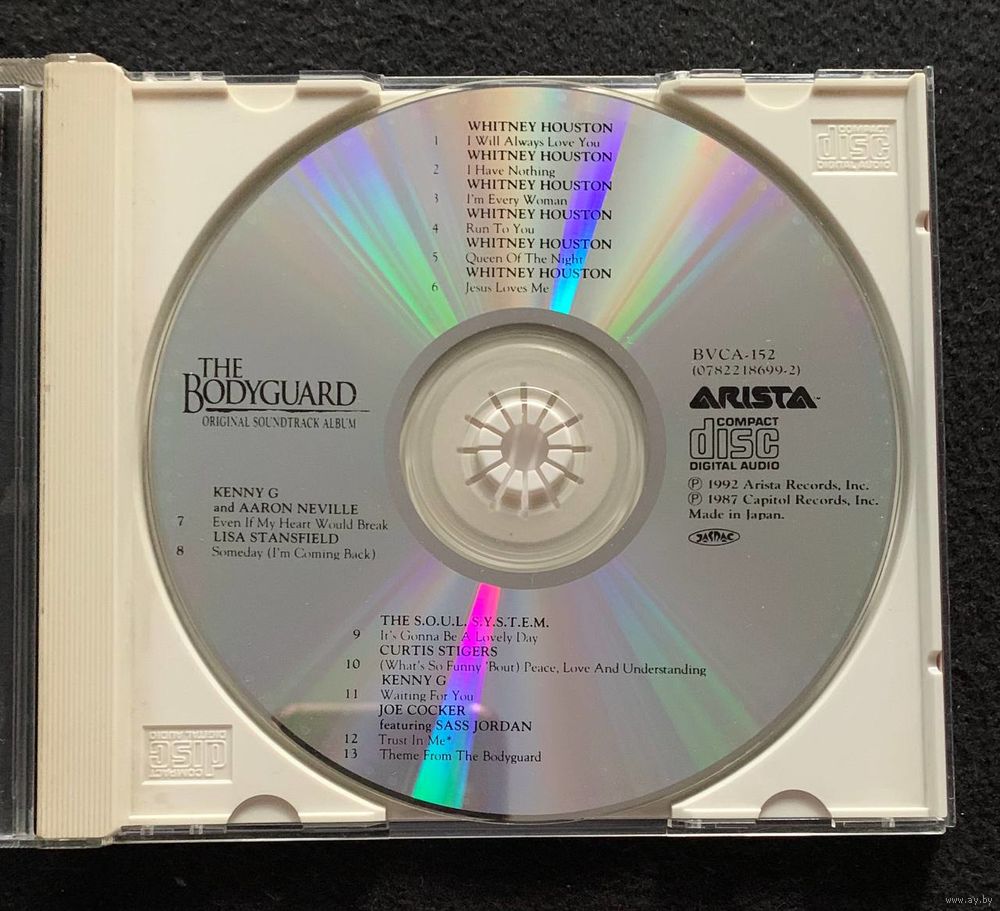 WHITNEY HOUSTON
1 I Will Always Love You
WHITNEY HOUSTON
2 I Have Nothing
WHITNEY HOUSTON
3 I'm Every Woman
WHITNEY HOUSTON
4 Run To You
WHITNEY HOUSTON
5 Queen Of The Night
WHITNEY HOUSTON
6 Jesus Loves Me
COMPACT
disc
DIGITAL AUDIO
THE
BODYGUARD
ORIGINAL SOUNDTRACK ALBUM
BVCA-152
(0782218699-2)
ARISTA™
COMPACT
disc
DIGITAL AUDIO
℗ 1992 Arista Records, Inc.
℗ 1987 Capitol Records, Inc.
Made in Japan.
JASRAC
KENNY G
and AARON NEVILLE
7 Even If My Heart Would Break
LISA STANSFIELD
8 Someday (I'm Coming Back)
THE S.O.U.L. S.Y.S.T.E.M.
9 It's Gonna Be A Lovely Day
CURTIS STIGERS
10 (What's So Funny 'Bout) Peace, Love And Understanding
KENNY G
11 Waiting For You
JOE COCKER
featuring SASS JORDAN
12 Trust In Me*
13 Theme From The Bodyguard
COMPACT
disc
DIGITAL AUDIO
www.ay.by